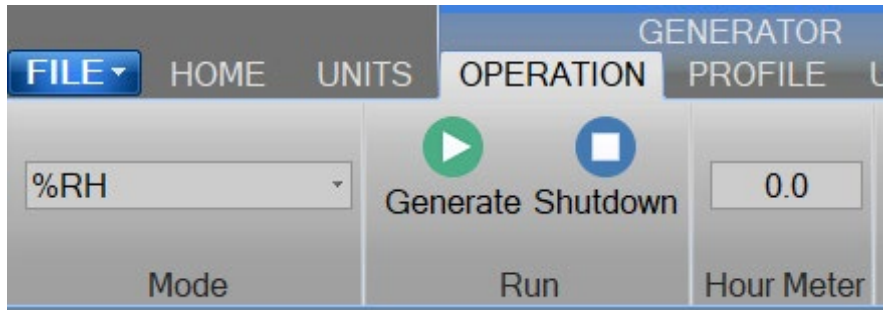 GENERATOR
FILE HOME UNITS OPERATION PROFILE
%RH
Generate Shutdown
0.0
Mode
Run
Hour Meter